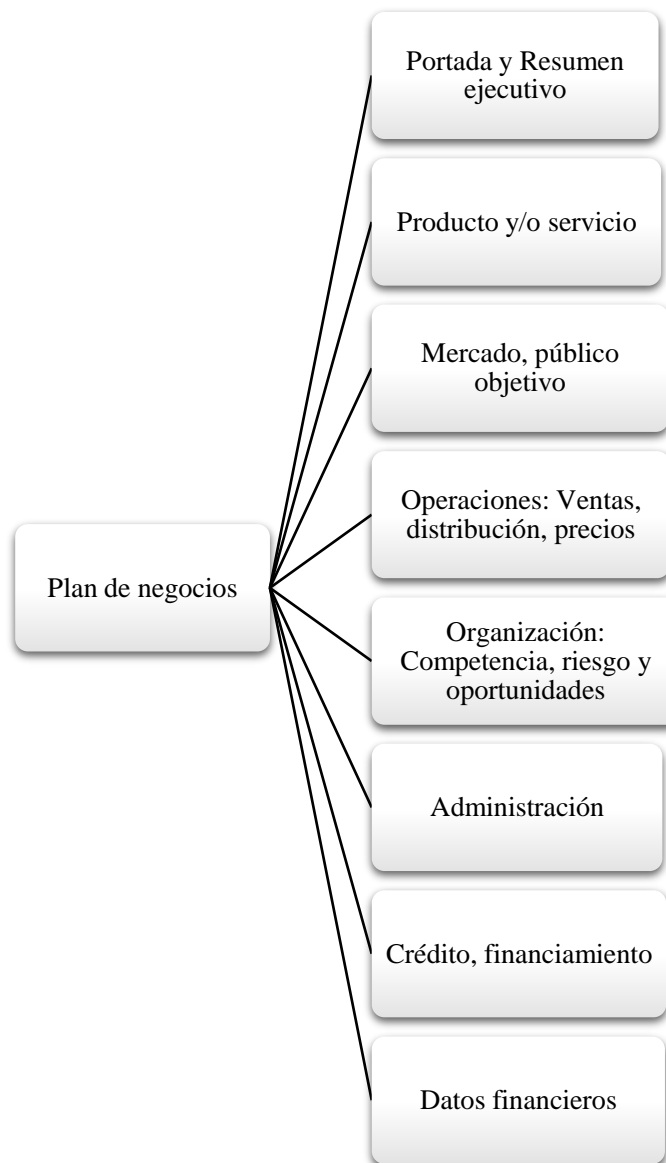 Portada y Resumen
ejecutivo
Producto y/o servicio
Mercado, público
objetivo
Operaciones: Ventas,
distribución, precios
Plan de negocios
Organización:
Competencia, riesgo y
oportunidades
Administración
Crédito, financiamiento
Datos financieros